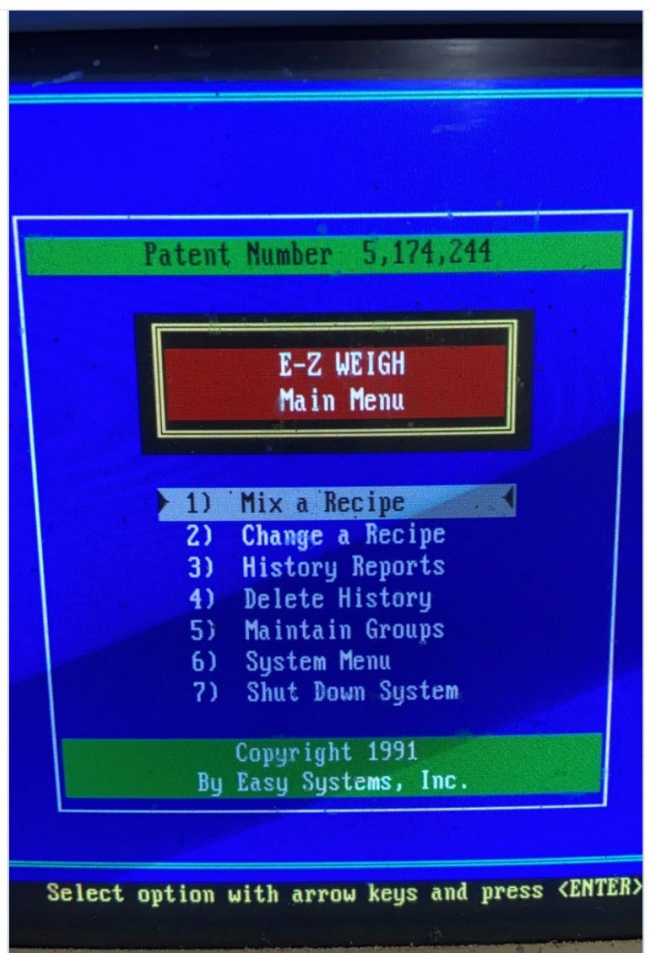 Patent Number 5,174,244
E-Z WEIGH
Main Menu
1) Mix a Recipe
2) Change a Recipe
3) History Reports
4) Delete History
5) Maintain Groups
6) System Menu
7) Shut Down System
Copyright 1991
By Easy Systems, Inc.
Select option with arrow keys and press <ENTER>